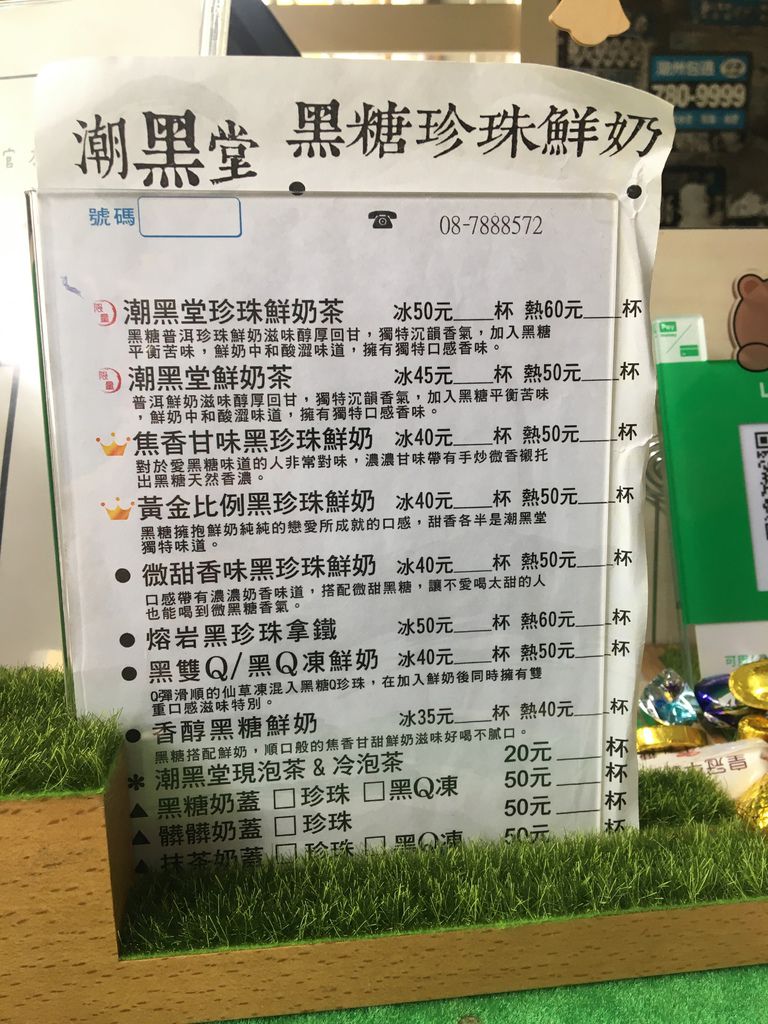 潮黑堂 黑糖珍珠鮮奶
潮州包通
780-9999
號碼 08-7888572
限量 潮黑堂珍珠鮮奶茶 冰50元____杯 熱60元____杯
黑糖普洱珍珠鮮奶滋味醇厚回甘，獨特沉韻香氣，加入黑糖
平衡苦味，鮮奶中和酸澀味道，擁有獨特口感香味。
限量 潮黑堂鮮奶茶 冰45元____杯 熱50元____杯
普洱鮮奶滋味醇厚回甘，獨特沉韻香氣，加入黑糖平衡苦味
，鮮奶中和酸澀味道，擁有獨特口感香味。
焦香甘味黑珍珠鮮奶 冰40元____杯 熱50元____杯
對於愛黑糖味道的人非常對味，濃濃甘味帶有手炒微香襯托
出黑糖天然香濃。
黃金比例黑珍珠鮮奶 冰40元____杯 熱50元____杯
黑糖擁抱鮮奶純純的戀愛所成就的口感，甜香各半是潮黑堂
獨特味道。
● 微甜香味黑珍珠鮮奶 冰40元____杯 熱50元____杯
口感帶有濃濃奶香味道，搭配微甜黑糖，讓不愛喝太甜的人
也能喝到微黑糖香氣。
● 熔岩黑珍珠拿鐵 冰50元____杯 熱60元____杯
● 黑雙Q/黑Q凍鮮奶 冰40元____杯 熱50元____杯
Q彈滑順的仙草凍混入黑糖Q珍珠，在加入鮮奶後同時擁有雙
重口感滋味特別。
● 香醇黑糖鮮奶 冰35元____杯 熱40元____杯
黑糖搭配鮮奶，順口般的焦香甘甜鮮奶滋味好喝不膩口。
* 潮黑堂現泡茶 & 冷泡茶 20元____杯
▲ 黑糖奶蓋 □珍珠 □黑Q凍 50元____杯
▲ 髒髒奶蓋 □珍珠 50元____杯
▲ 抹茶奶蓋 □珍珠 □黑Q凍 50元____杯
Pay
money